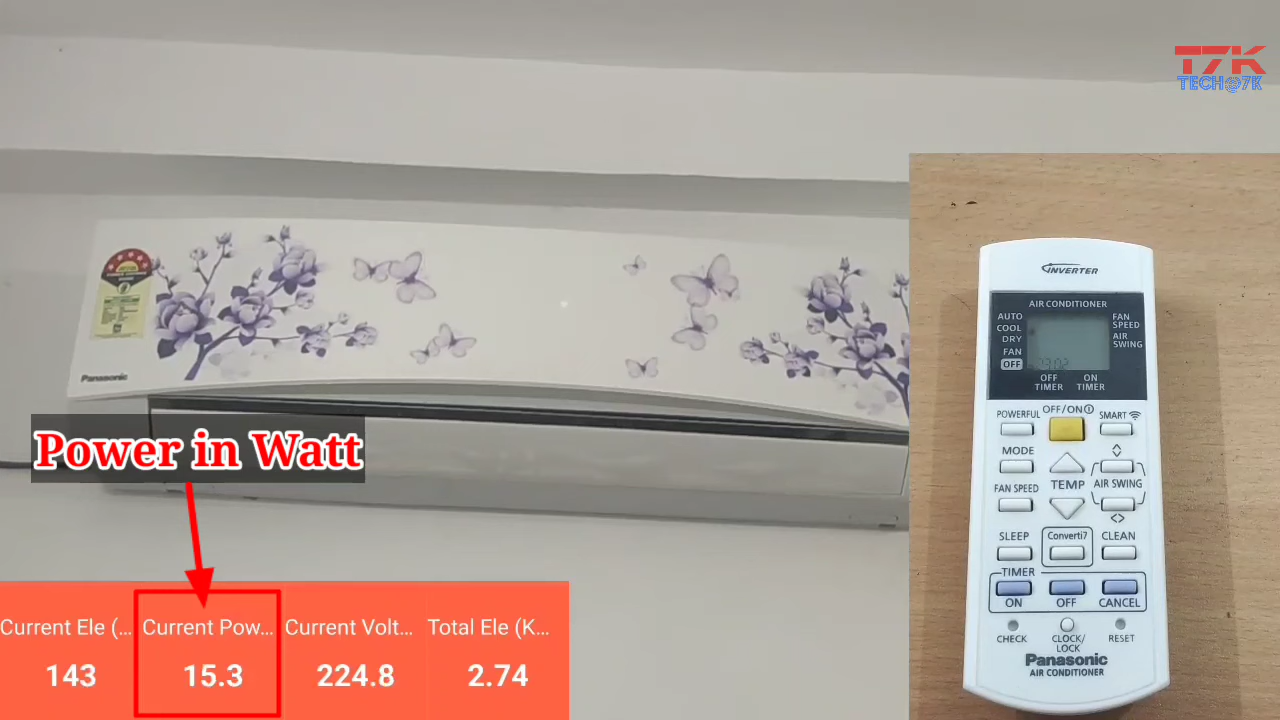 T7K
TECH@7K
Panasonic
Power in Watt
Current Ele (...
Current Pow...
Current Volt...
Total Ele (K...
143
15.3
224.8
2.74
INVERTER
AIR CONDITIONER
AUTO
COOL
DRY
FAN
OFF
FAN
SPEED
AIR
SWING
OFF
TIMER
ON
TIMER
POWERFUL
OFF/ON
SMART
MODE
TEMP
AIR SWING
FAN SPEED
SLEEP
Converti7
CLEAN
TIMER
ON
OFF
CANCEL
CHECK
CLOCK/
LOCK
RESET
Panasonic
AIR CONDITIONER